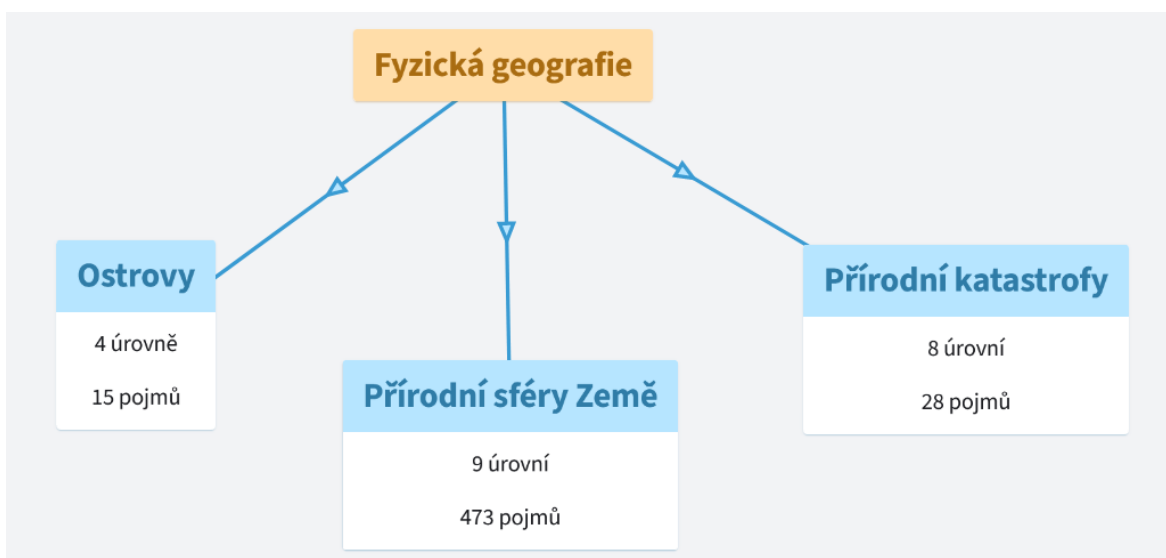 Fyzická geografie
Ostrovy
4 úrovně
15 pojmů
Přírodní sféry Země
9 úrovní
473 pojmů
Přírodní katastrofy
8 úrovní
28 pojmů